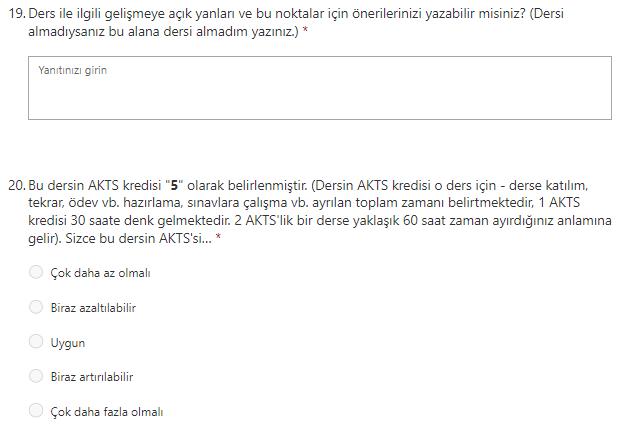 19. Ders ile ilgili gelişmeye açık yanları ve bu noktalar için önerilerinizi yazabilir misiniz? (Dersi
almadıysanız bu alana dersi almadım yazınız.) *
Yanıtınızı girin
20. Bu dersin AKTS kredisi "5" olarak belirlenmiştir. (Dersin AKTS kredisi o ders için - derse katılım,
tekrar, ödev vb. hazırlama, sınavlara çalışma vb. ayrılan toplam zamanı belirtmektedir, 1 AKTS
kredisi 30 saate denk gelmektedir. 2 AKTS'lik bir derse yaklaşık 60 saat zaman ayırdığınız anlamına
gelir). Sizce bu dersin AKTS'si... *
Çok daha az olmalı
Biraz azaltılabilir
Uygun
Biraz artırılabilir
Çok daha fazla olmalı